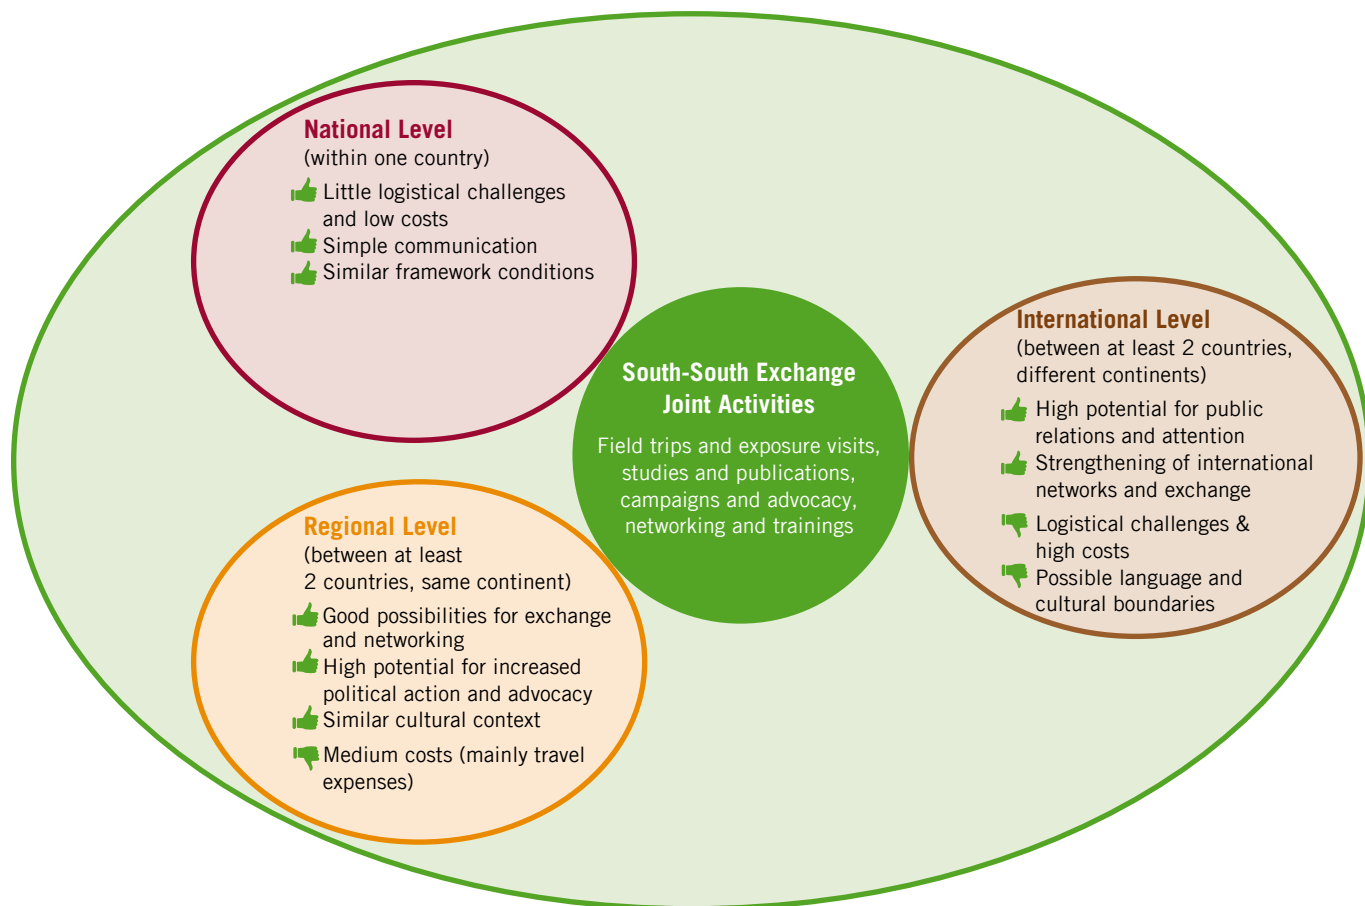 National Level
(within one country)
Little logistical challenges
and low costs
Simple communication
Similar framework conditions
South-South Exchange
Joint Activities
Field trips and exposure visits,
studies and publications,
campaigns and advocacy,
networking and trainings
International Level
(between at least 2 countries,
different continents)
High potential for public
relations and attention
Strengthening of international
networks and exchange
Logistical challenges &
high costs
Possible language and
cultural boundaries
Regional Level
(between at least
2 countries, same continent)
Good possibilities for exchange
and networking
High potential for increased
political action and advocacy
Similar cultural context
Medium costs (mainly travel
expenses)